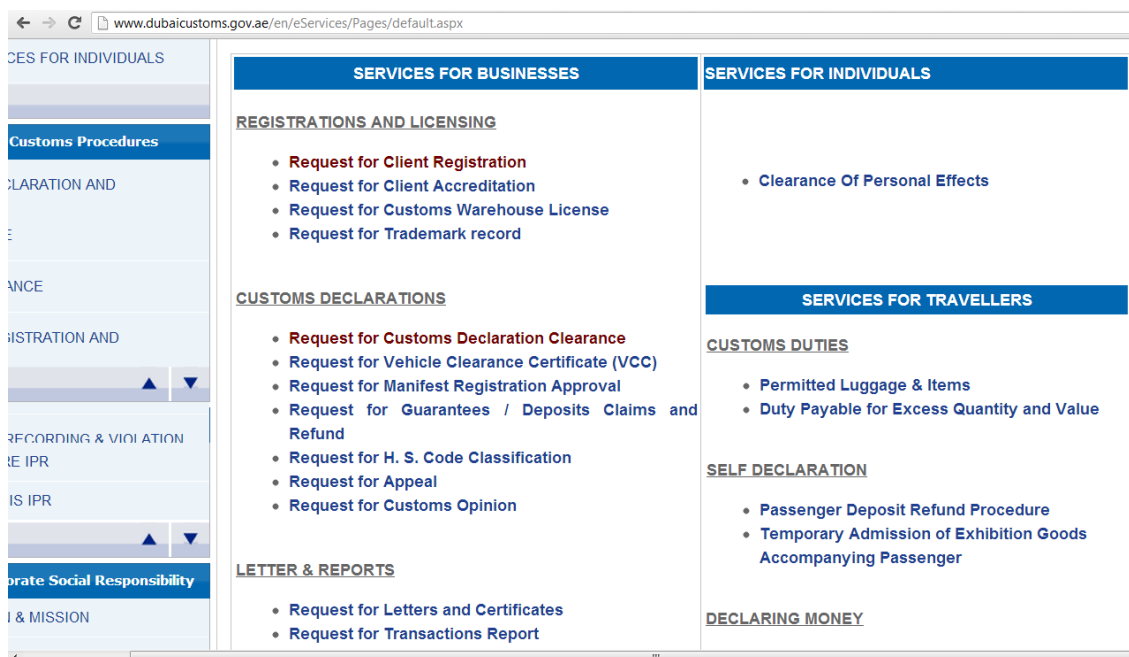 www.dubaicustoms.gov.ae/en/eServices/Pages/default.aspx
CES FOR INDIVIDUALS
Customs Procedures
CLARATION AND
E
ANCE
GISTRATION AND
RECORDING & VIOLATION
RE IPR
IS IPR
orate Social Responsibility
N & MISSION
SERVICES FOR BUSINESSES
REGISTRATIONS AND LICENSING
Request for Client Registration
Request for Client Accreditation
Request for Customs Warehouse License
Request for Trademark record
CUSTOMS DECLARATIONS
Request for Customs Declaration Clearance
Request for Vehicle Clearance Certificate (VCC)
Request for Manifest Registration Approval
Request for Guarantees / Deposits Claims and
Refund
Request for H. S. Code Classification
Request for Appeal
Request for Customs Opinion
LETTER & REPORTS
Request for Letters and Certificates
Request for Transactions Report
SERVICES FOR INDIVIDUALS
Clearance Of Personal Effects
SERVICES FOR TRAVELLERS
CUSTOMS DUTIES
Permitted Luggage & Items
Duty Payable for Excess Quantity and Value
SELF DECLARATION
Passenger Deposit Refund Procedure
Temporary Admission of Exhibition Goods
Accompanying Passenger
DECLARING MONEY